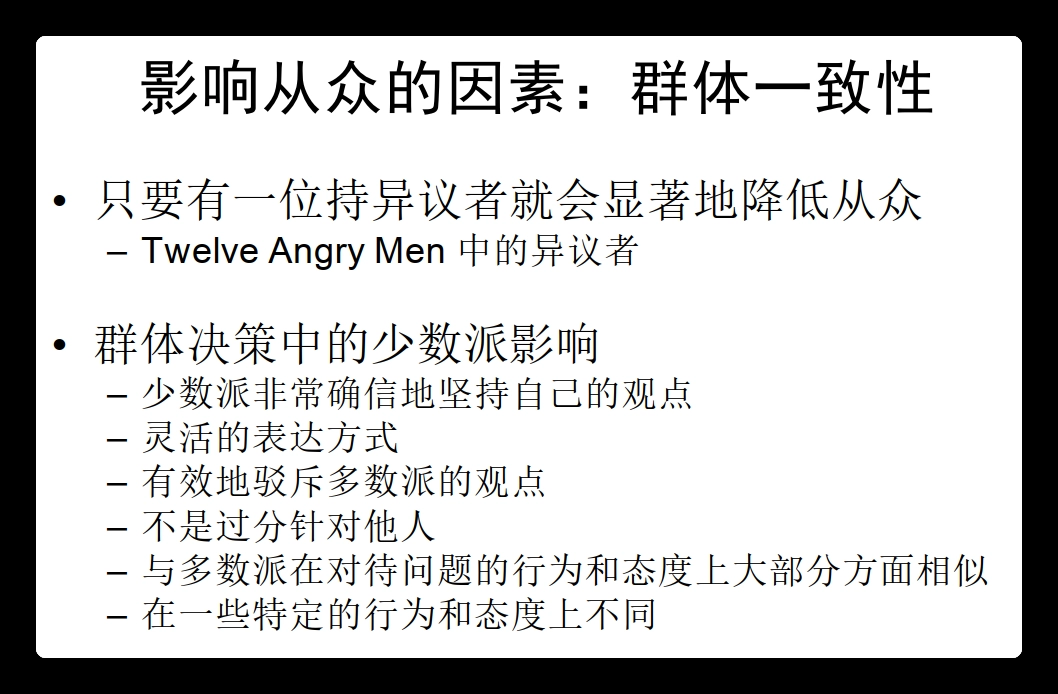 影响从众的因素：群体一致性
• 只要有一位持异议者就会显著地降低从众
– Twelve Angry Men 中的异议者
• 群体决策中的少数派影响
– 少数派非常确信地坚持自己的观点
– 灵活的表达方式
– 有效地驳斥多数派的观点
– 不是过分针对他人
– 与多数派在对待问题的行为和态度上大部分方面相似
– 在一些特定的行为和态度上不同